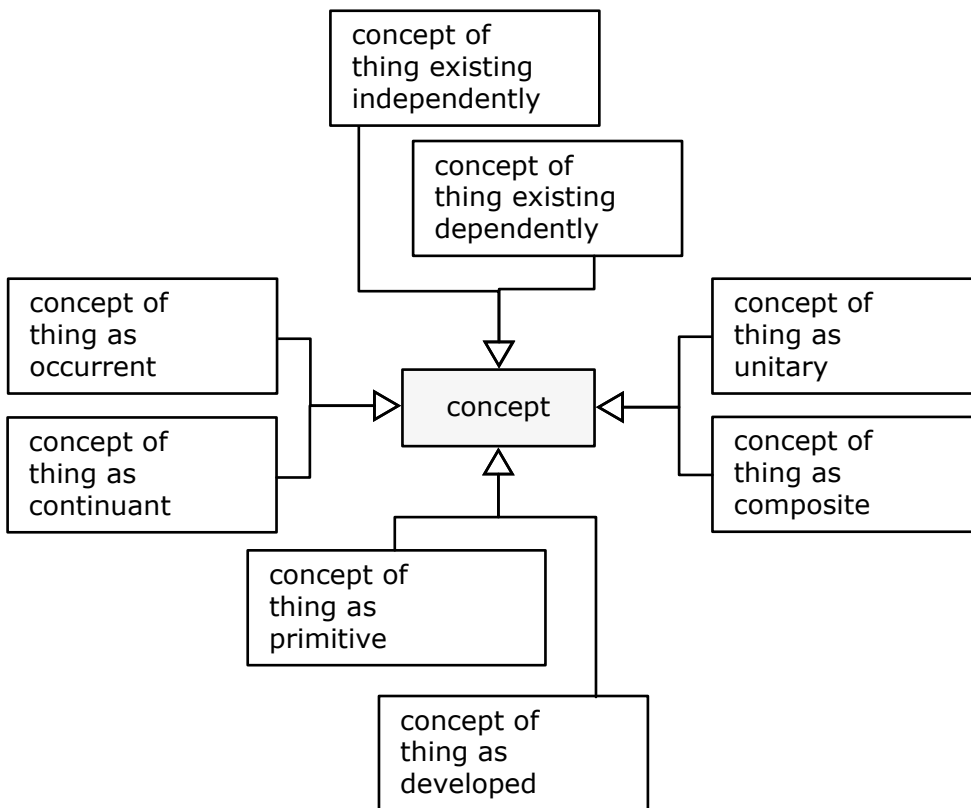 concept of
thing existing
independently
concept of
thing existing
dependently
concept of
thing as
occurrent
concept of
thing as
unitary
concept
concept of
thing as
continuant
concept of
thing as
composite
concept of
thing as
primitive
concept of
thing as
developed